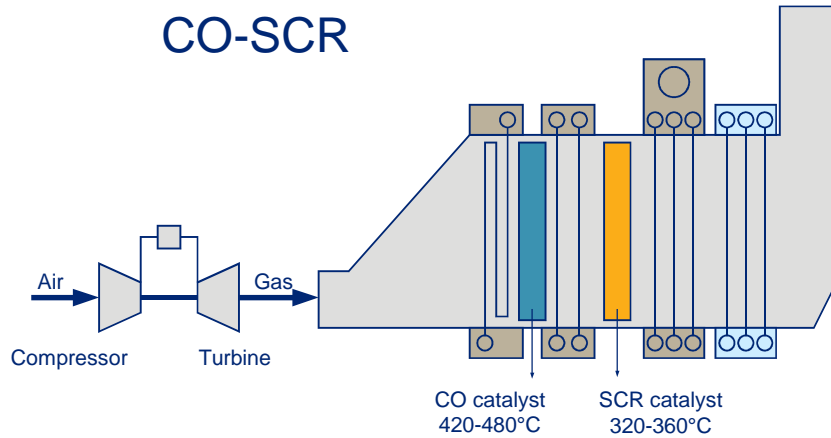 CO-SCR
Air
Gas
Compressor
Turbine
CO catalyst
420-480°C
SCR catalyst
320-360°C